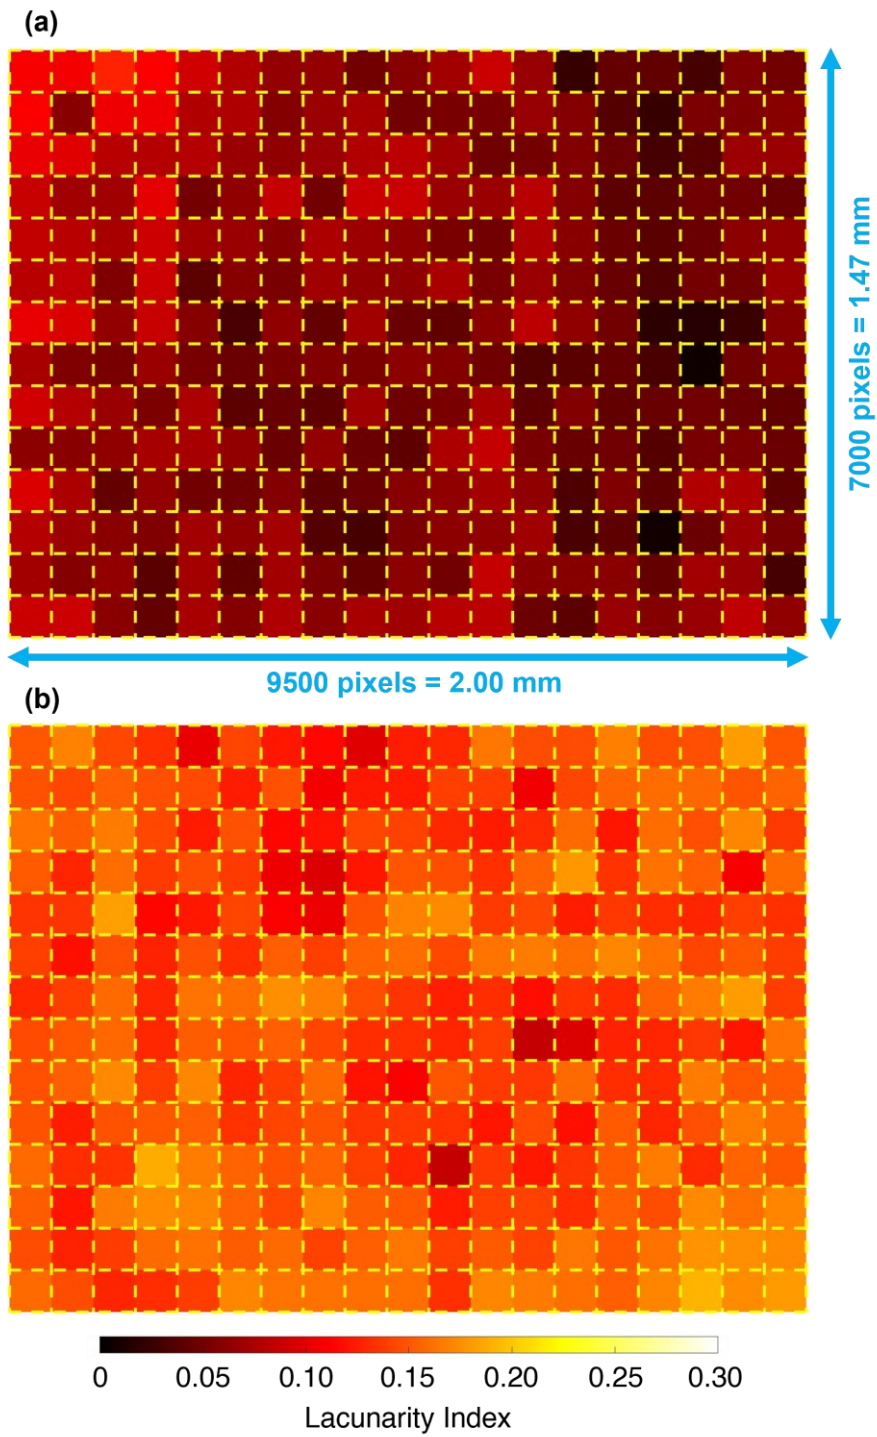 (a)
7000 pixels = 1.47 mm
9500 pixels = 2.00 mm
(b)
0 0.05 0.10 0.15 0.20 0.25 0.30
Lacunarity Index